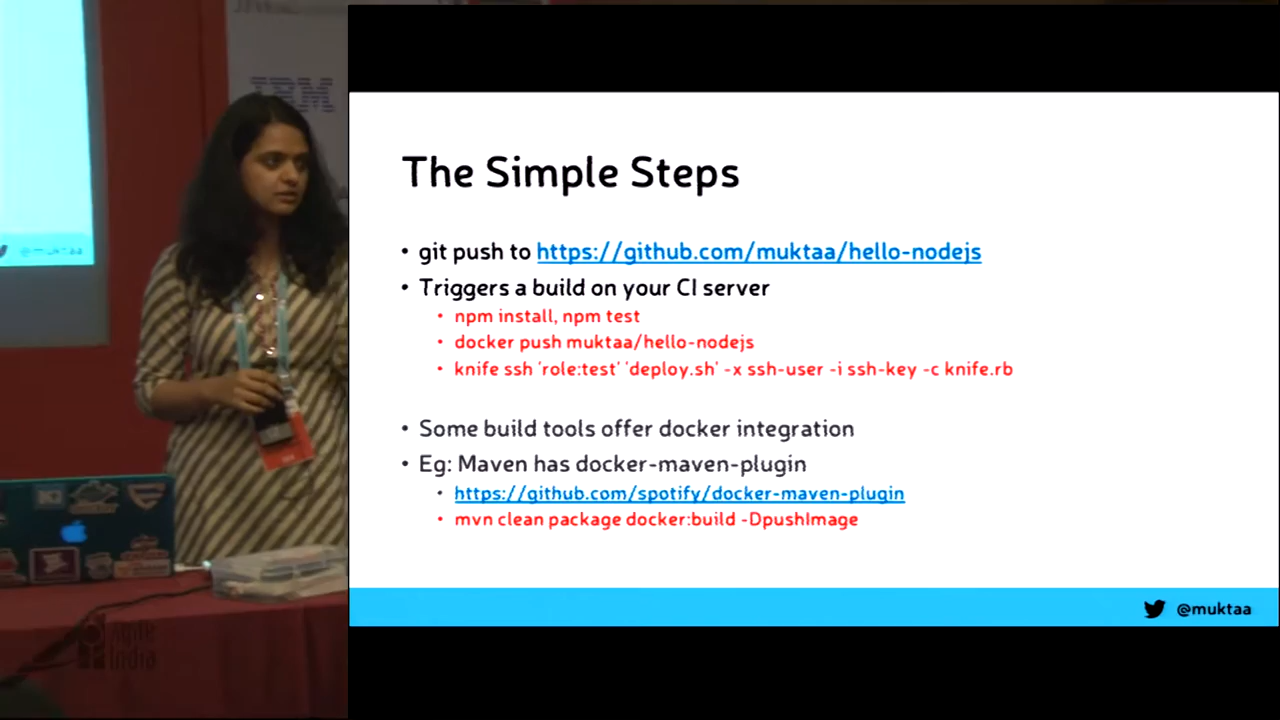 IBM
@muktaa
Agile
India
The Simple Steps
• git push to https://github.com/muktaa/hello-nodejs
• Triggers a build on your CI server
• npm install, npm test
• docker push muktaa/hello-nodejs
• knife ssh 'role:test' 'deploy.sh' -x ssh-user -i ssh-key -c knife.rb
• Some build tools offer docker integration
• Eg: Maven has docker-maven-plugin
• https://github.com/spotify/docker-maven-plugin
• mvn clean package docker:build -DpushImage
@muktaa